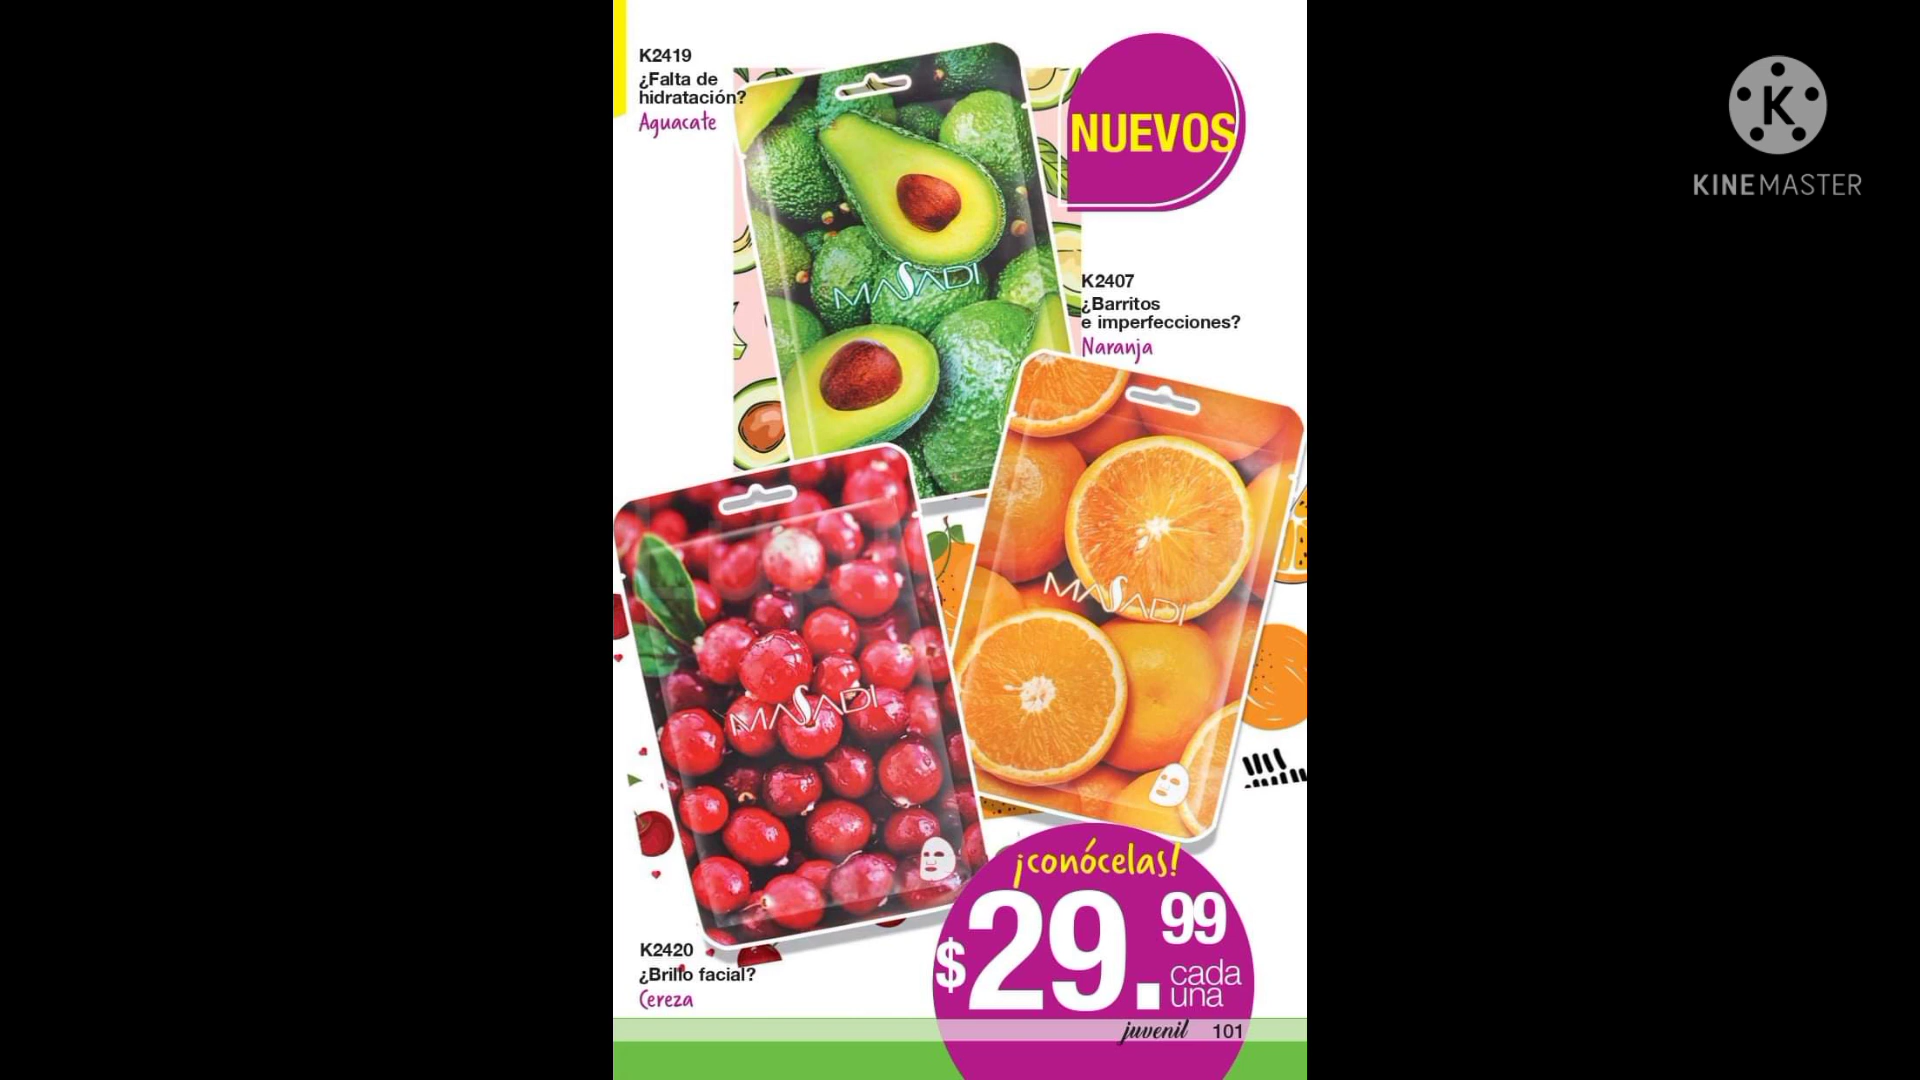 K2419
¿Falta de
hidratación?
Aguacate
NUEVOS
KINEMASTER
MASADI
K2407
¿Barritos
e imperfecciones?
Naranja
MASADI
MASADI
K2420
¿Brillo facial?
Cereza
¡conócelas!
$29.99
cada
una
juvenil 101